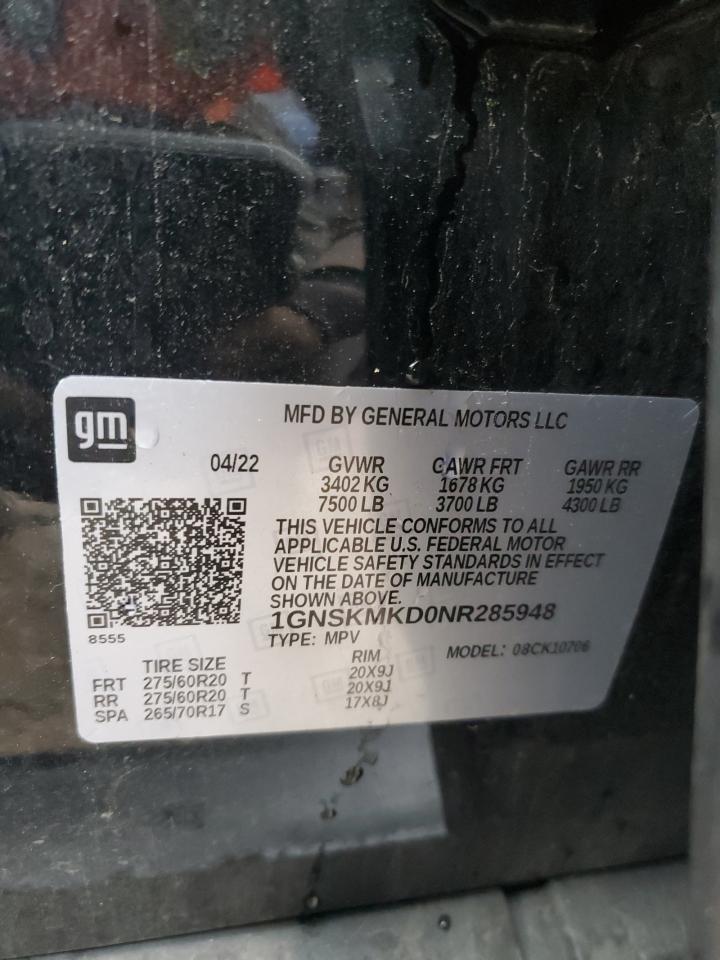 gm
MFD BY GENERAL MOTORS LLC
04/22 GVWR GAWR FRT GAWR RR
3402 KG 1678 KG 1950 KG
7500 LB 3700 LB 4300 LB
THIS VEHICLE CONFORMS TO ALL
APPLICABLE U.S. FEDERAL MOTOR
VEHICLE SAFETY STANDARDS IN EFFECT
ON THE DATE OF MANUFACTURE
SHOWN ABOVE.
8555
1GNSKMKD0NR285948
TYPE: MPV MODEL: 08CK10706
TIRE SIZE RIM
FRT 275/60R20 T 20X9J
RR 275/60R20 T 20X9J
SPA 265/70R17 S 17X8J